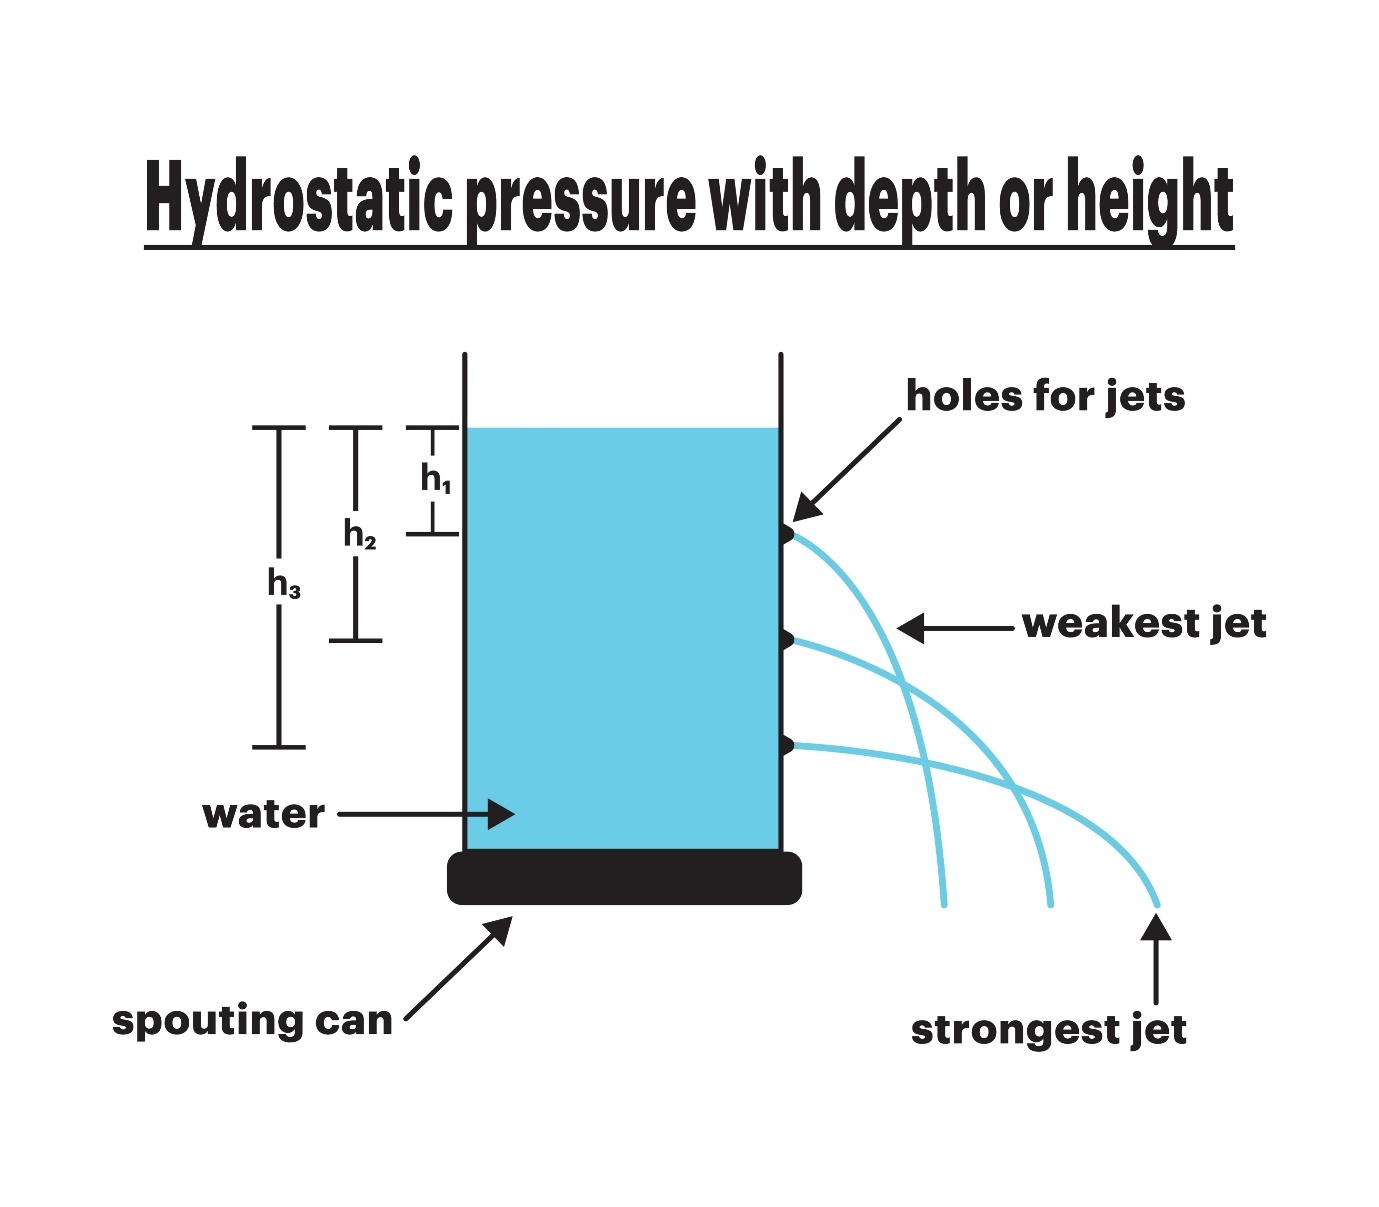 Hydrostatic pressure with depth or height
holes for jets
h₁
h₂
h₃
weakest jet
water
spouting can
strongest jet